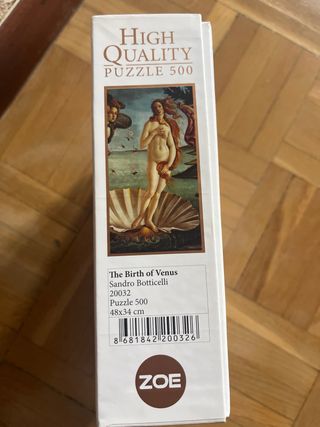 HIGH
QUALITY
PUZZLE 500
The Birth of Venus
Sandro Botticelli
20032
Puzzle 500
48x34 cm
8 681842 200326
ZOE